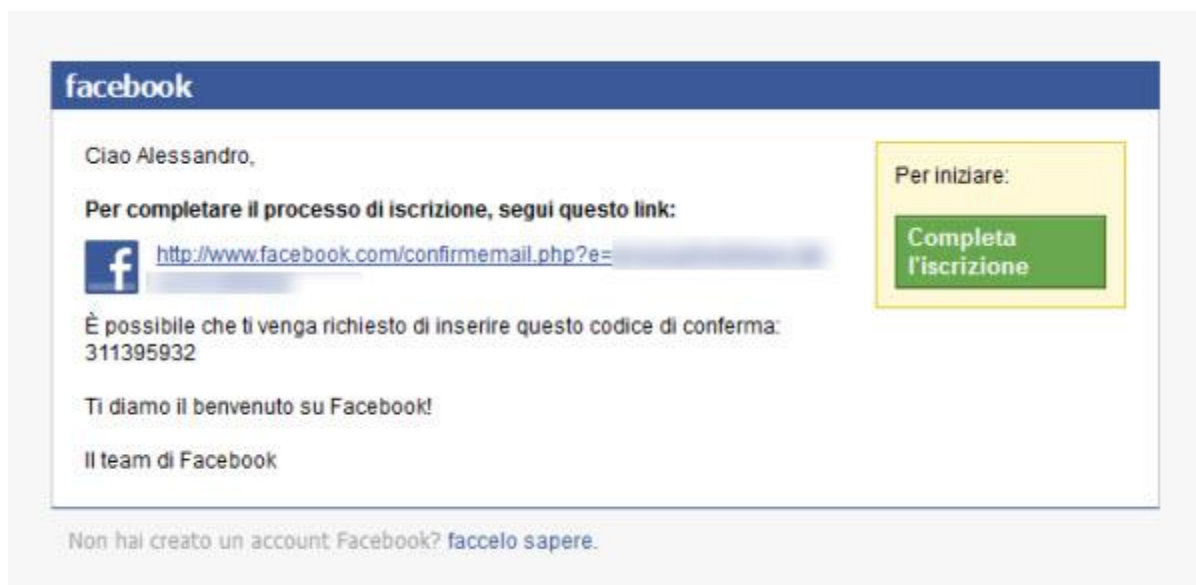 facebook
Ciao Alessandro,
Per completare il processo di iscrizione, segui questo link:
http://www.facebook.com/confirmemail.php?e=
È possibile che ti venga richiesto di inserire questo codice di conferma:
311395932
Ti diamo il benvenuto su Facebook!
Il team di Facebook
Per iniziare:
Completa
l'iscrizione
Non hai creato un account Facebook? faccelo sapere.